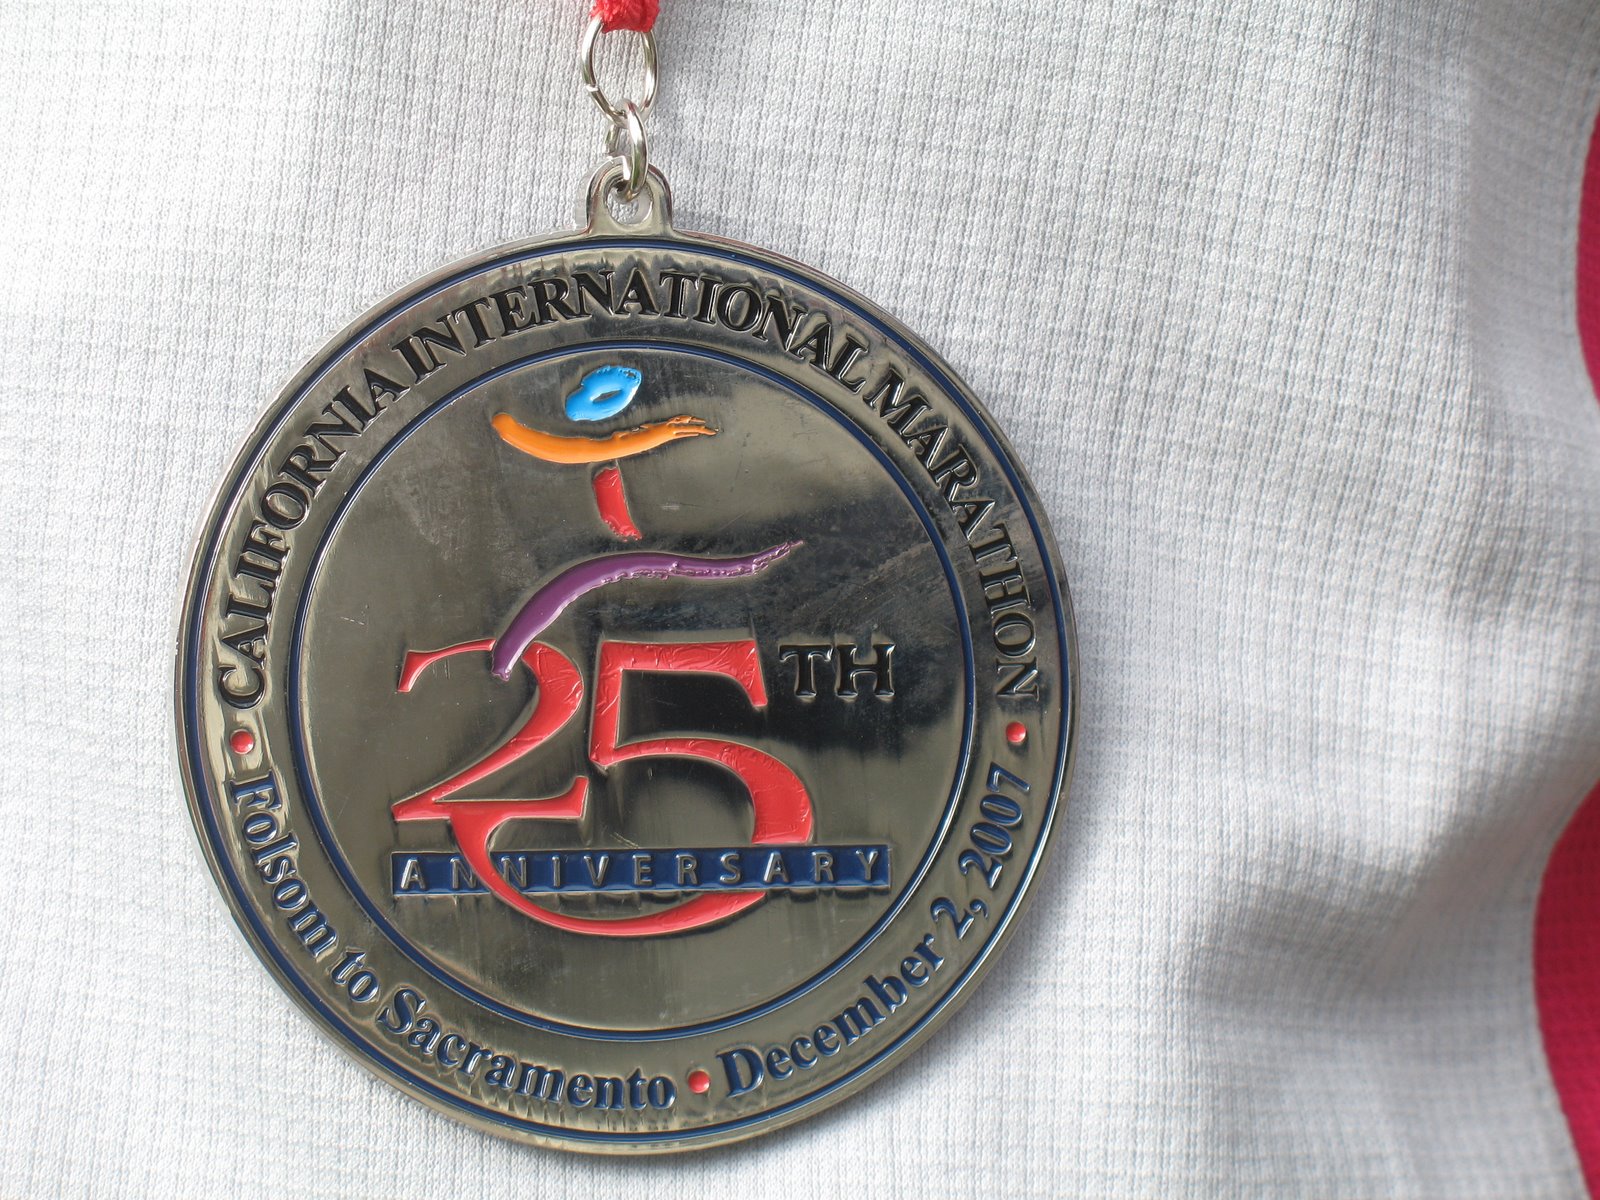 CALIFORNIA INTERNATIONAL MARATHON
25TH
ANNIVERSARY
Folsom to Sacramento • December 2, 2007